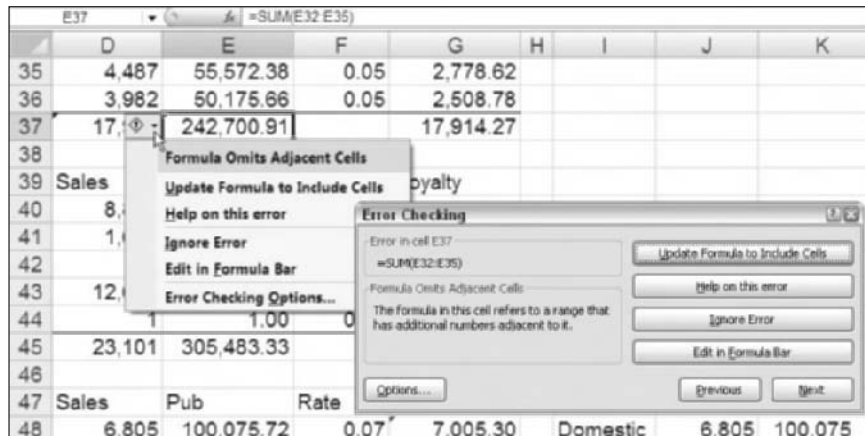 E37 fx =SUM(E32:E35)
D E F G H I J K
35 4,487 55,572.38 0.05 2,778.62
36 3,982 50,175.66 0.05 2,508.78
37 17, 242,700.91 17,914.27
38
Formula Omits Adjacent Cells
39 Sales Update Formula to Include Cells oyalty
40 8, Help on this error Error Checking
41 1, Ignore Error Error in cell E37 Update Formula to Include Cells
=SUM(E32:E35)
42 Edit in Formula Bar Formula Omits Adjacent Cells Help on this error
43 12, Error Checking Options... The formula in this cell refers to a range that Ignore Error
44 1 1.00 0 has additional numbers adjacent to it.
45 23,101 305,483.33 Edit in Formula Bar
46 Options... Previous Next
47 Sales Pub Rate
48 6,805 100,075.72 0.07 7,005.30 Domestic 6,805 100,075